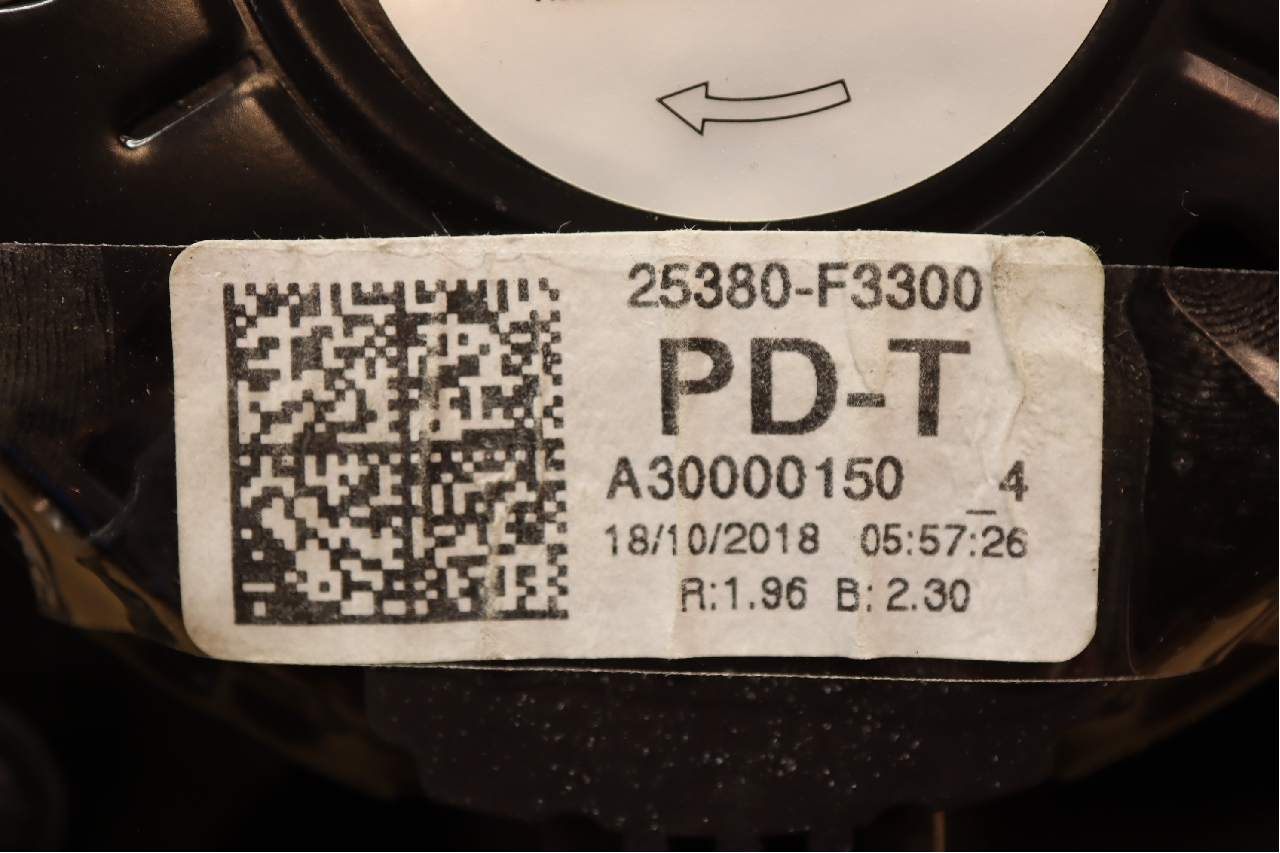 25380-F3300
PD-T
A30000150 _4
18/10/2018 05:57:26
R:1.96 B: 2.30